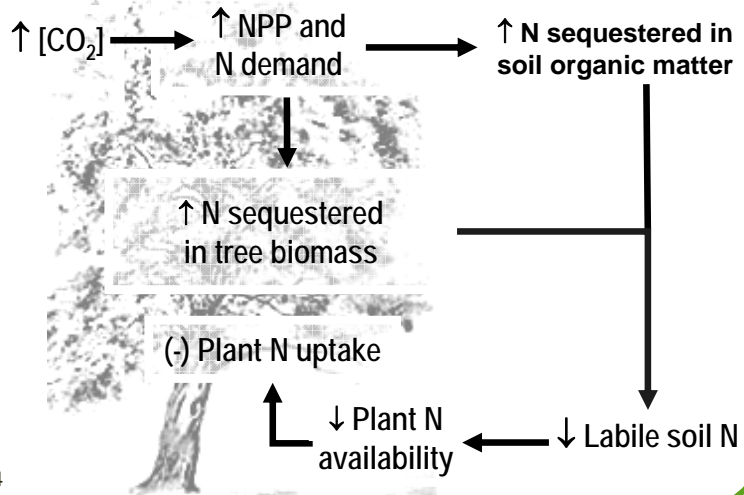 ↑ [CO₂]
↑ NPP and
N demand
↑ N sequestered in
soil organic matter
↑ N sequestered
in tree biomass
(-) Plant N uptake
↓ Plant N
availability
↓ Labile soil N
4